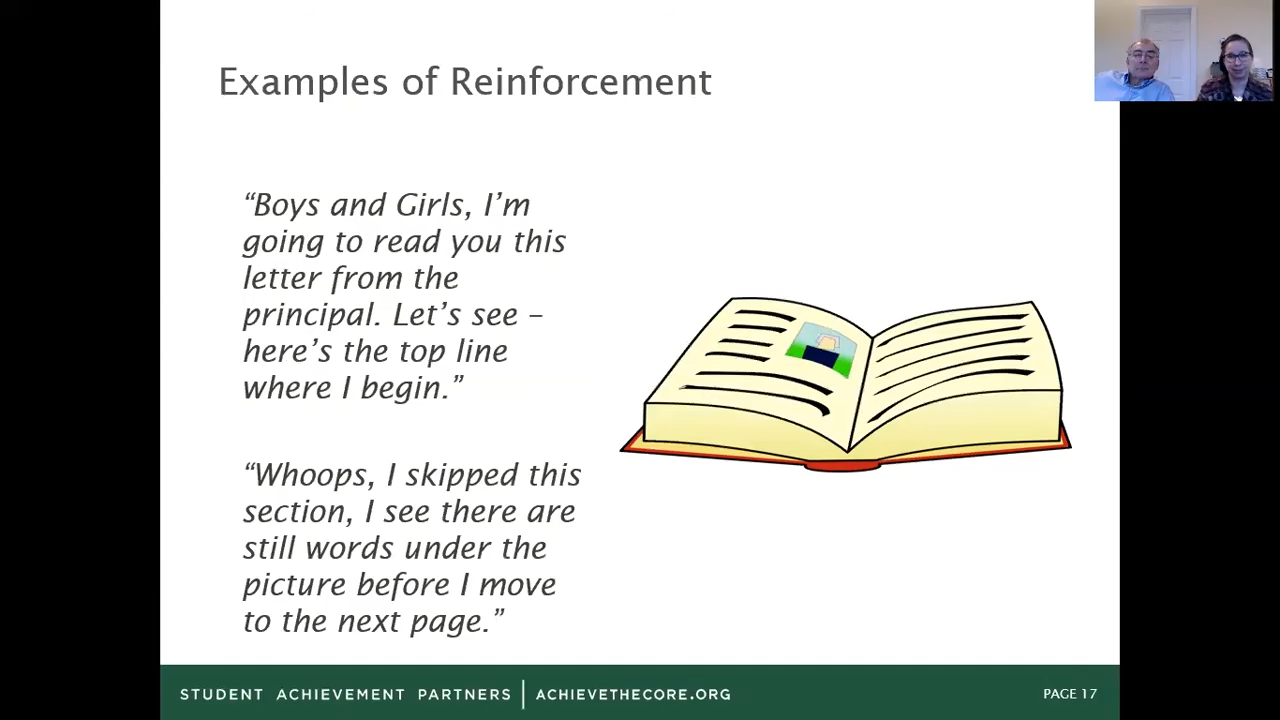 Examples of Reinforcement
“Boys and Girls, I’m
going to read you this
letter from the
principal. Let’s see –
here’s the top line
where I begin.”
“Whoops, I skipped this
section, I see there are
still words under the
picture before I move
to the next page.”
STUDENT ACHIEVEMENT PARTNERS | ACHIEVETHECORE.ORG
PAGE 17